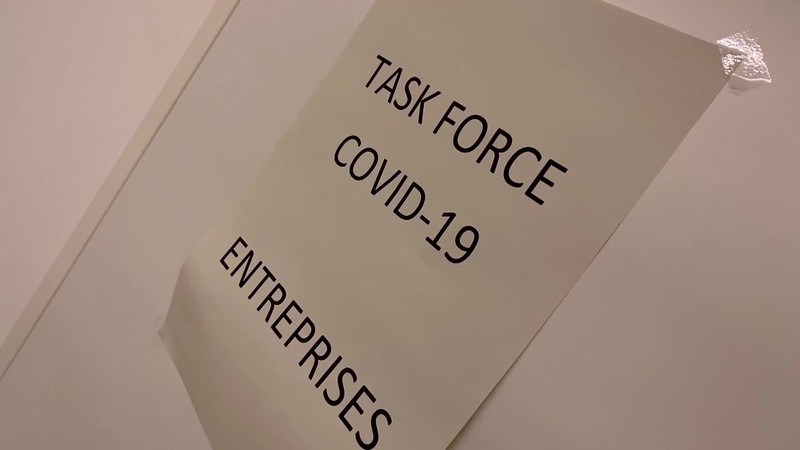 TASK FORCE
COVID-19
ENTREPRISES